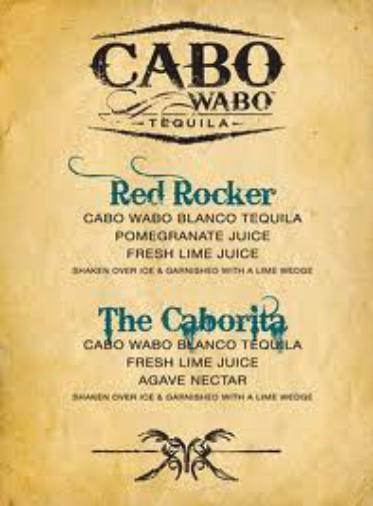 CABO
WABO
TEQUILA
Red Rocker
CABO WABO BLANCO TEQUILA
POMEGRANATE JUICE
FRESH LIME JUICE
SHAKEN OVER ICE & GARNISHED WITH A LIME WEDGE
The Caborita
CABO WABO BLANCO TEQUILA
FRESH LIME JUICE
AGAVE NECTAR
SHAKEN OVER ICE & GARNISHED WITH A LIME WEDGE